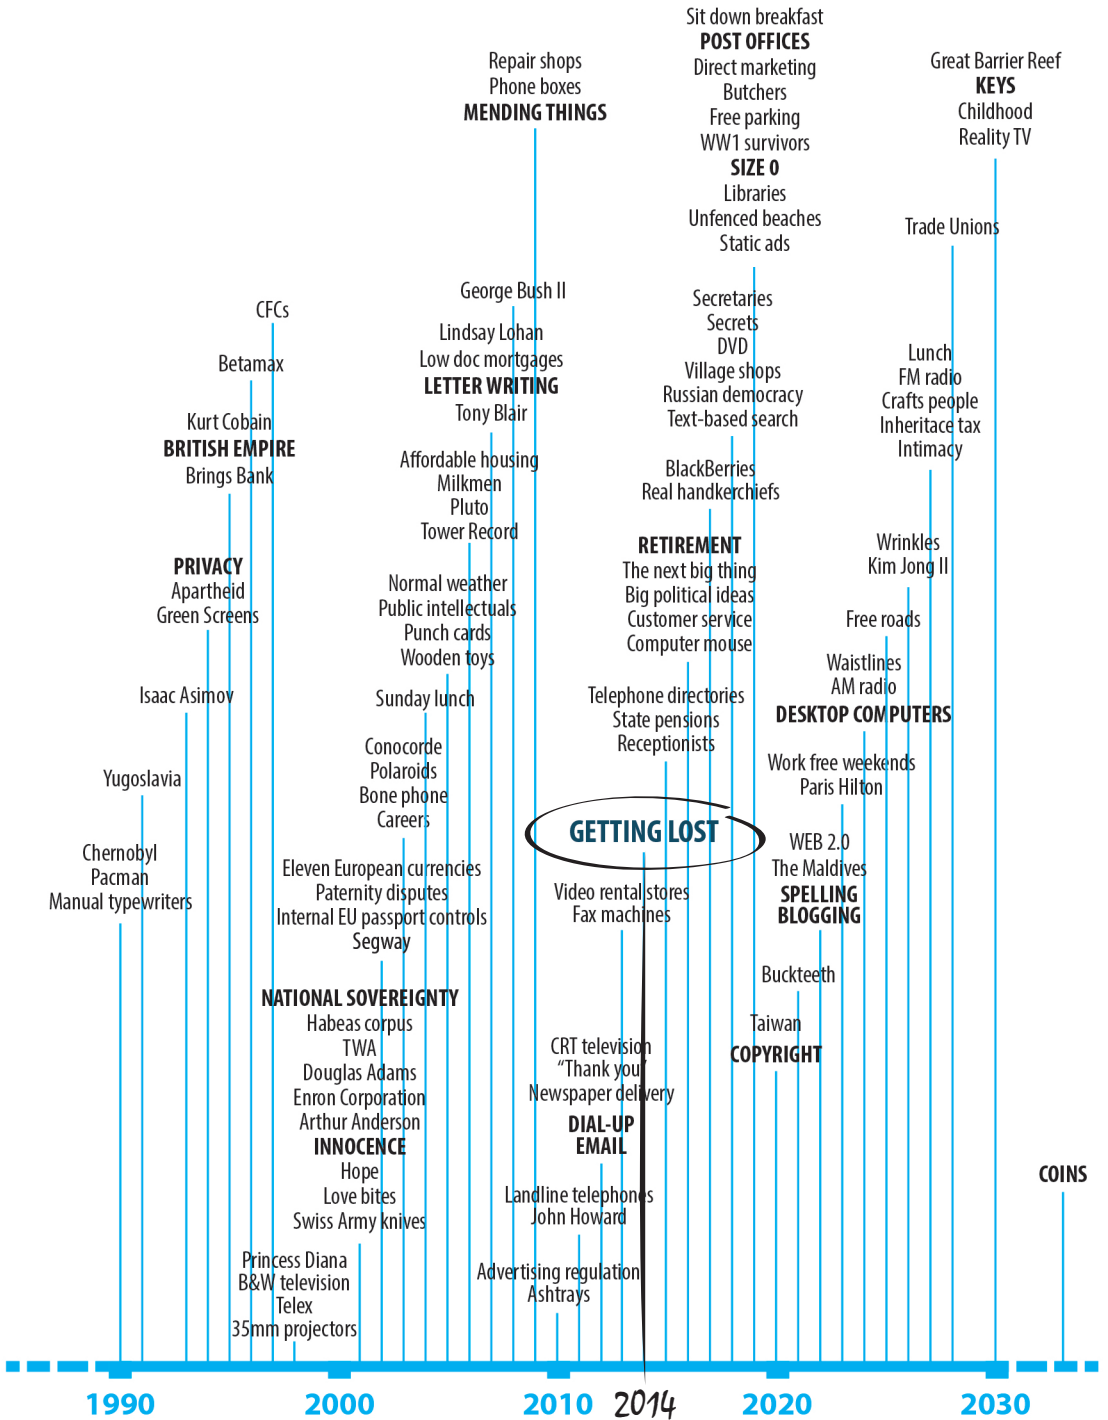 Sit down breakfast
POST OFFICES
Direct marketing
Butchers
Free parking
WW1 survivors
SIZE 0
Libraries
Unfenced beaches
Static ads
Repair shops
Phone boxes
MENDING THINGS
Great Barrier Reef
KEYS
Childhood
Reality TV
Trade Unions
George Bush II
CFCs
Betamax
Lindsay Lohan
Low doc mortgages
LETTER WRITING
Tony Blair
Secretaries
Secrets
DVD
Village shops
Russian democracy
Text-based search
Lunch
FM radio
Crafts people
Inheritace tax
Intimacy
Kurt Cobain
BRITISH EMPIRE
Brings Bank
Affordable housing
Milkmen
Pluto
Tower Record
BlackBerries
Real handkerchiefs
PRIVACY
Apartheid
Green Screens
Normal weather
Public intellectuals
Punch cards
Wooden toys
RETIREMENT
The next big thing
Big political ideas
Customer service
Computer mouse
Wrinkles
Kim Jong II
Free roads
Isaac Asimov
Sunday lunch
Telephone directories
State pensions
Receptionists
Waistlines
AM radio
DESKTOP COMPUTERS
Yugoslavia
Conocorde
Polaroids
Bone phone
Careers
Work free weekends
Paris Hilton
GETTING LOST
Chernobyl
Pacman
Manual typewriters
Eleven European currencies
Paternity disputes
Internal EU passport controls
Segway
Video rental stores
Fax machines
WEB 2.0
The Maldives
SPELLING
BLOGGING
Buckteeth
NATIONAL SOVEREIGNTY
Habeas corpus
TWA
Douglas Adams
Enron Corporation
Arthur Anderson
INNOCENCE
Hope
Love bites
Swiss Army knives
CRT television
“Thank you”
Newspaper delivery
Taiwan
COPYRIGHT
DIAL-UP
EMAIL
Landline telephones
John Howard
COINS
Princess Diana
B&W television
Telex
35mm projectors
Advertising regulation
Ashtrays
1990
2000
2010
2014
2020
2030